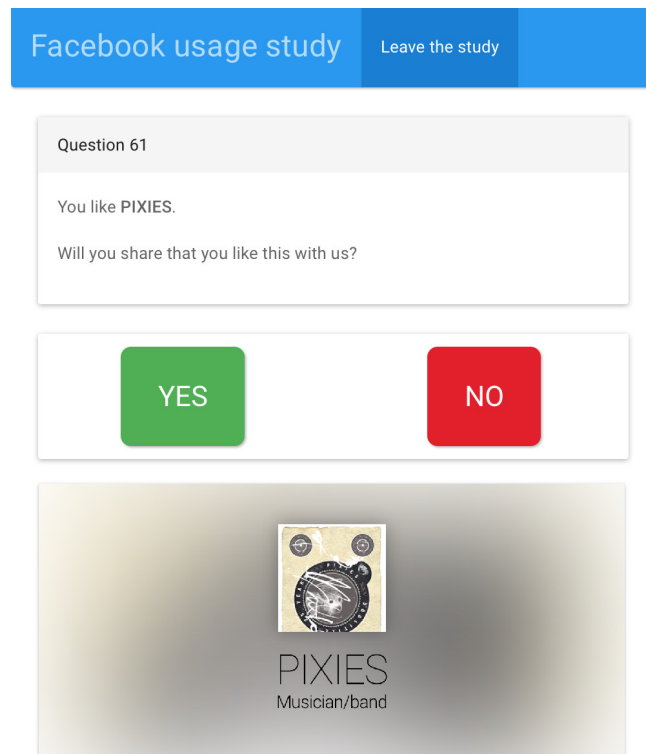 Facebook usage study
Leave the study
Question 61
You like PIXIES.
Will you share that you like this with us?
YES
NO
PIXIES
PIXIES
Musician/band